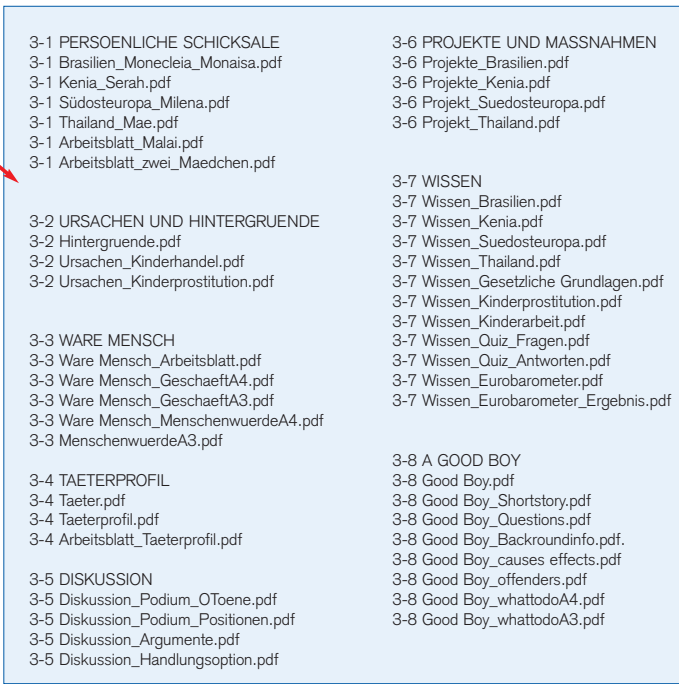 3-1 PERSOENLICHE SCHICKSALE
3-1 Brasilien_Monecleia_Monaisa.pdf
3-1 Kenia_Serah.pdf
3-1 Südosteuropa_Milena.pdf
3-1 Thailand_Mae.pdf
3-1 Arbeitsblatt_Malai.pdf
3-1 Arbeitsblatt_zwei_Maedchen.pdf
3-2 URSACHEN UND HINTERGRUENDE
3-2 Hintergruende.pdf
3-2 Ursachen_Kinderhandel.pdf
3-2 Ursachen_Kinderprostitution.pdf
3-3 WARE MENSCH
3-3 Ware Mensch_Arbeitsblatt.pdf
3-3 Ware Mensch_GeschaeftA4.pdf
3-3 Ware Mensch_GeschaeftA3.pdf
3-3 Ware Mensch_MenschenwuerdeA4.pdf
3-3 MenschenwuerdeA3.pdf
3-4 TAETERPROFIL
3-4 Taeter.pdf
3-4 Taeterprofil.pdf
3-4 Arbeitsblatt_Taeterprofil.pdf
3-5 DISKUSSION
3-5 Diskussion_Podium_OToene.pdf
3-5 Diskussion_Podium_Positionen.pdf
3-5 Diskussion_Argumente.pdf
3-5 Diskussion_Handlungsoption.pdf
3-6 PROJEKTE UND MASSNAHMEN
3-6 Projekte_Brasilien.pdf
3-6 Projekte_Kenia.pdf
3-6 Projekt_Suedosteuropa.pdf
3-6 Projekt_Thailand.pdf
3-7 WISSEN
3-7 Wissen_Brasilien.pdf
3-7 Wissen_Kenia.pdf
3-7 Wissen_Suedosteuropa.pdf
3-7 Wissen_Thailand.pdf
3-7 Wissen_Gesetzliche Grundlagen.pdf
3-7 Wissen_Kinderprostitution.pdf
3-7 Wissen_Kinderarbeit.pdf
3-7 Wissen_Quiz_Fragen.pdf
3-7 Wissen_Quiz_Antworten.pdf
3-7 Wissen_Eurobarometer.pdf
3-7 Wissen_Eurobarometer_Ergebnis.pdf
3-8 A GOOD BOY
3-8 Good Boy.pdf
3-8 Good Boy_Shortstory.pdf
3-8 Good Boy_Questions.pdf
3-8 Good Boy_Backroundinfo.pdf.
3-8 Good Boy_causes effects.pdf
3-8 Good Boy_offenders.pdf
3-8 Good Boy_whattodoA4.pdf
3-8 Good Boy_whattodoA3.pdf